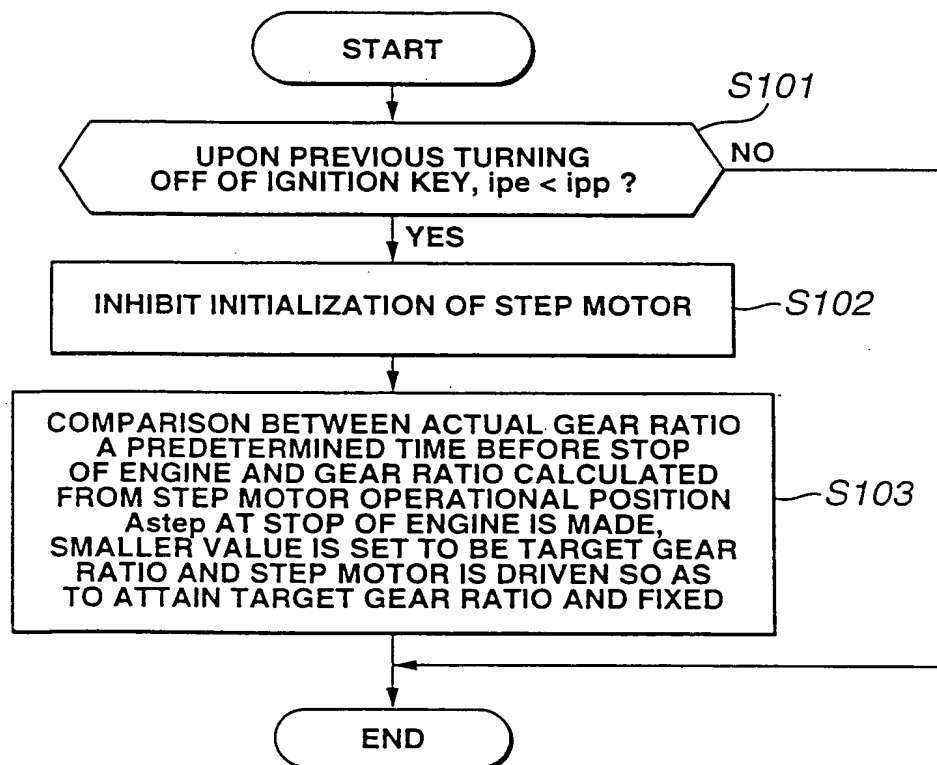 START
S101
UPON PREVIOUS TURNING
OFF OF IGNITION KEY, ipe < ipp ?
NO
YES
INHIBIT INITIALIZATION OF STEP MOTOR
S102
COMPARISON BETWEEN ACTUAL GEAR RATIO
A PREDETERMINED TIME BEFORE STOP
OF ENGINE AND GEAR RATIO CALCULATED
FROM STEP MOTOR OPERATIONAL POSITION
Astep AT STOP OF ENGINE IS MADE,
SMALLER VALUE IS SET TO BE TARGET GEAR
RATIO AND STEP MOTOR IS DRIVEN SO AS
TO ATTAIN TARGET GEAR RATIO AND FIXED
S103
END